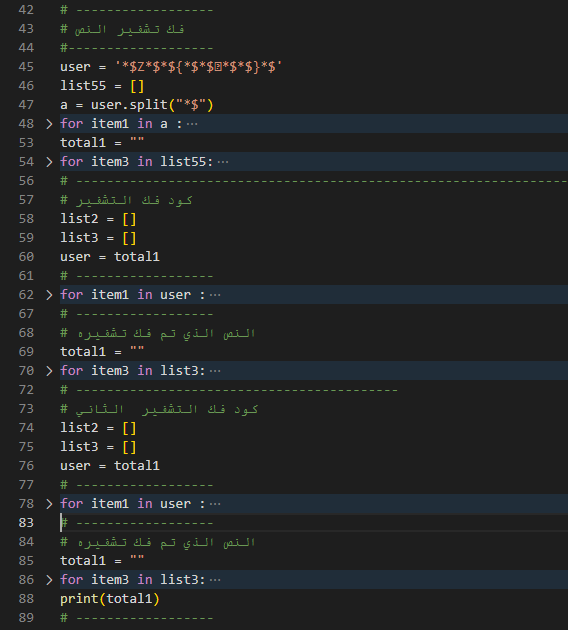 42 # ------------------
43 # فك تشفير النص
44 #-------------------
45 user = '*$Z*$*${*$*$*$*$}*$'
46 list55 = []
47 a = user.split("*$")
48 > for item1 in a :⋯
53 total1 = ""
54 > for item3 in list55:⋯
56 # ----------------------------------------------------------------
57 # كود فك التشفير
58 list2 = []
59 list3 = []
60 user = total1
61 # ------------------
62 > for item1 in user :⋯
67 # ------------------
68 # النص الذي تم فك تشفيره
69 total1 = ""
70 > for item3 in list3:⋯
72 # ------------------------------------------
73 # كود فك التشفير  الثاني
74 list2 = []
75 list3 = []
76 user = total1
77 # ------------------
78 > for item1 in user :⋯
83 # ------------------
84 # النص الذي تم فك تشفيره
85 total1 = ""
86 > for item3 in list3:⋯
88 print(total1)
89 # ------------------